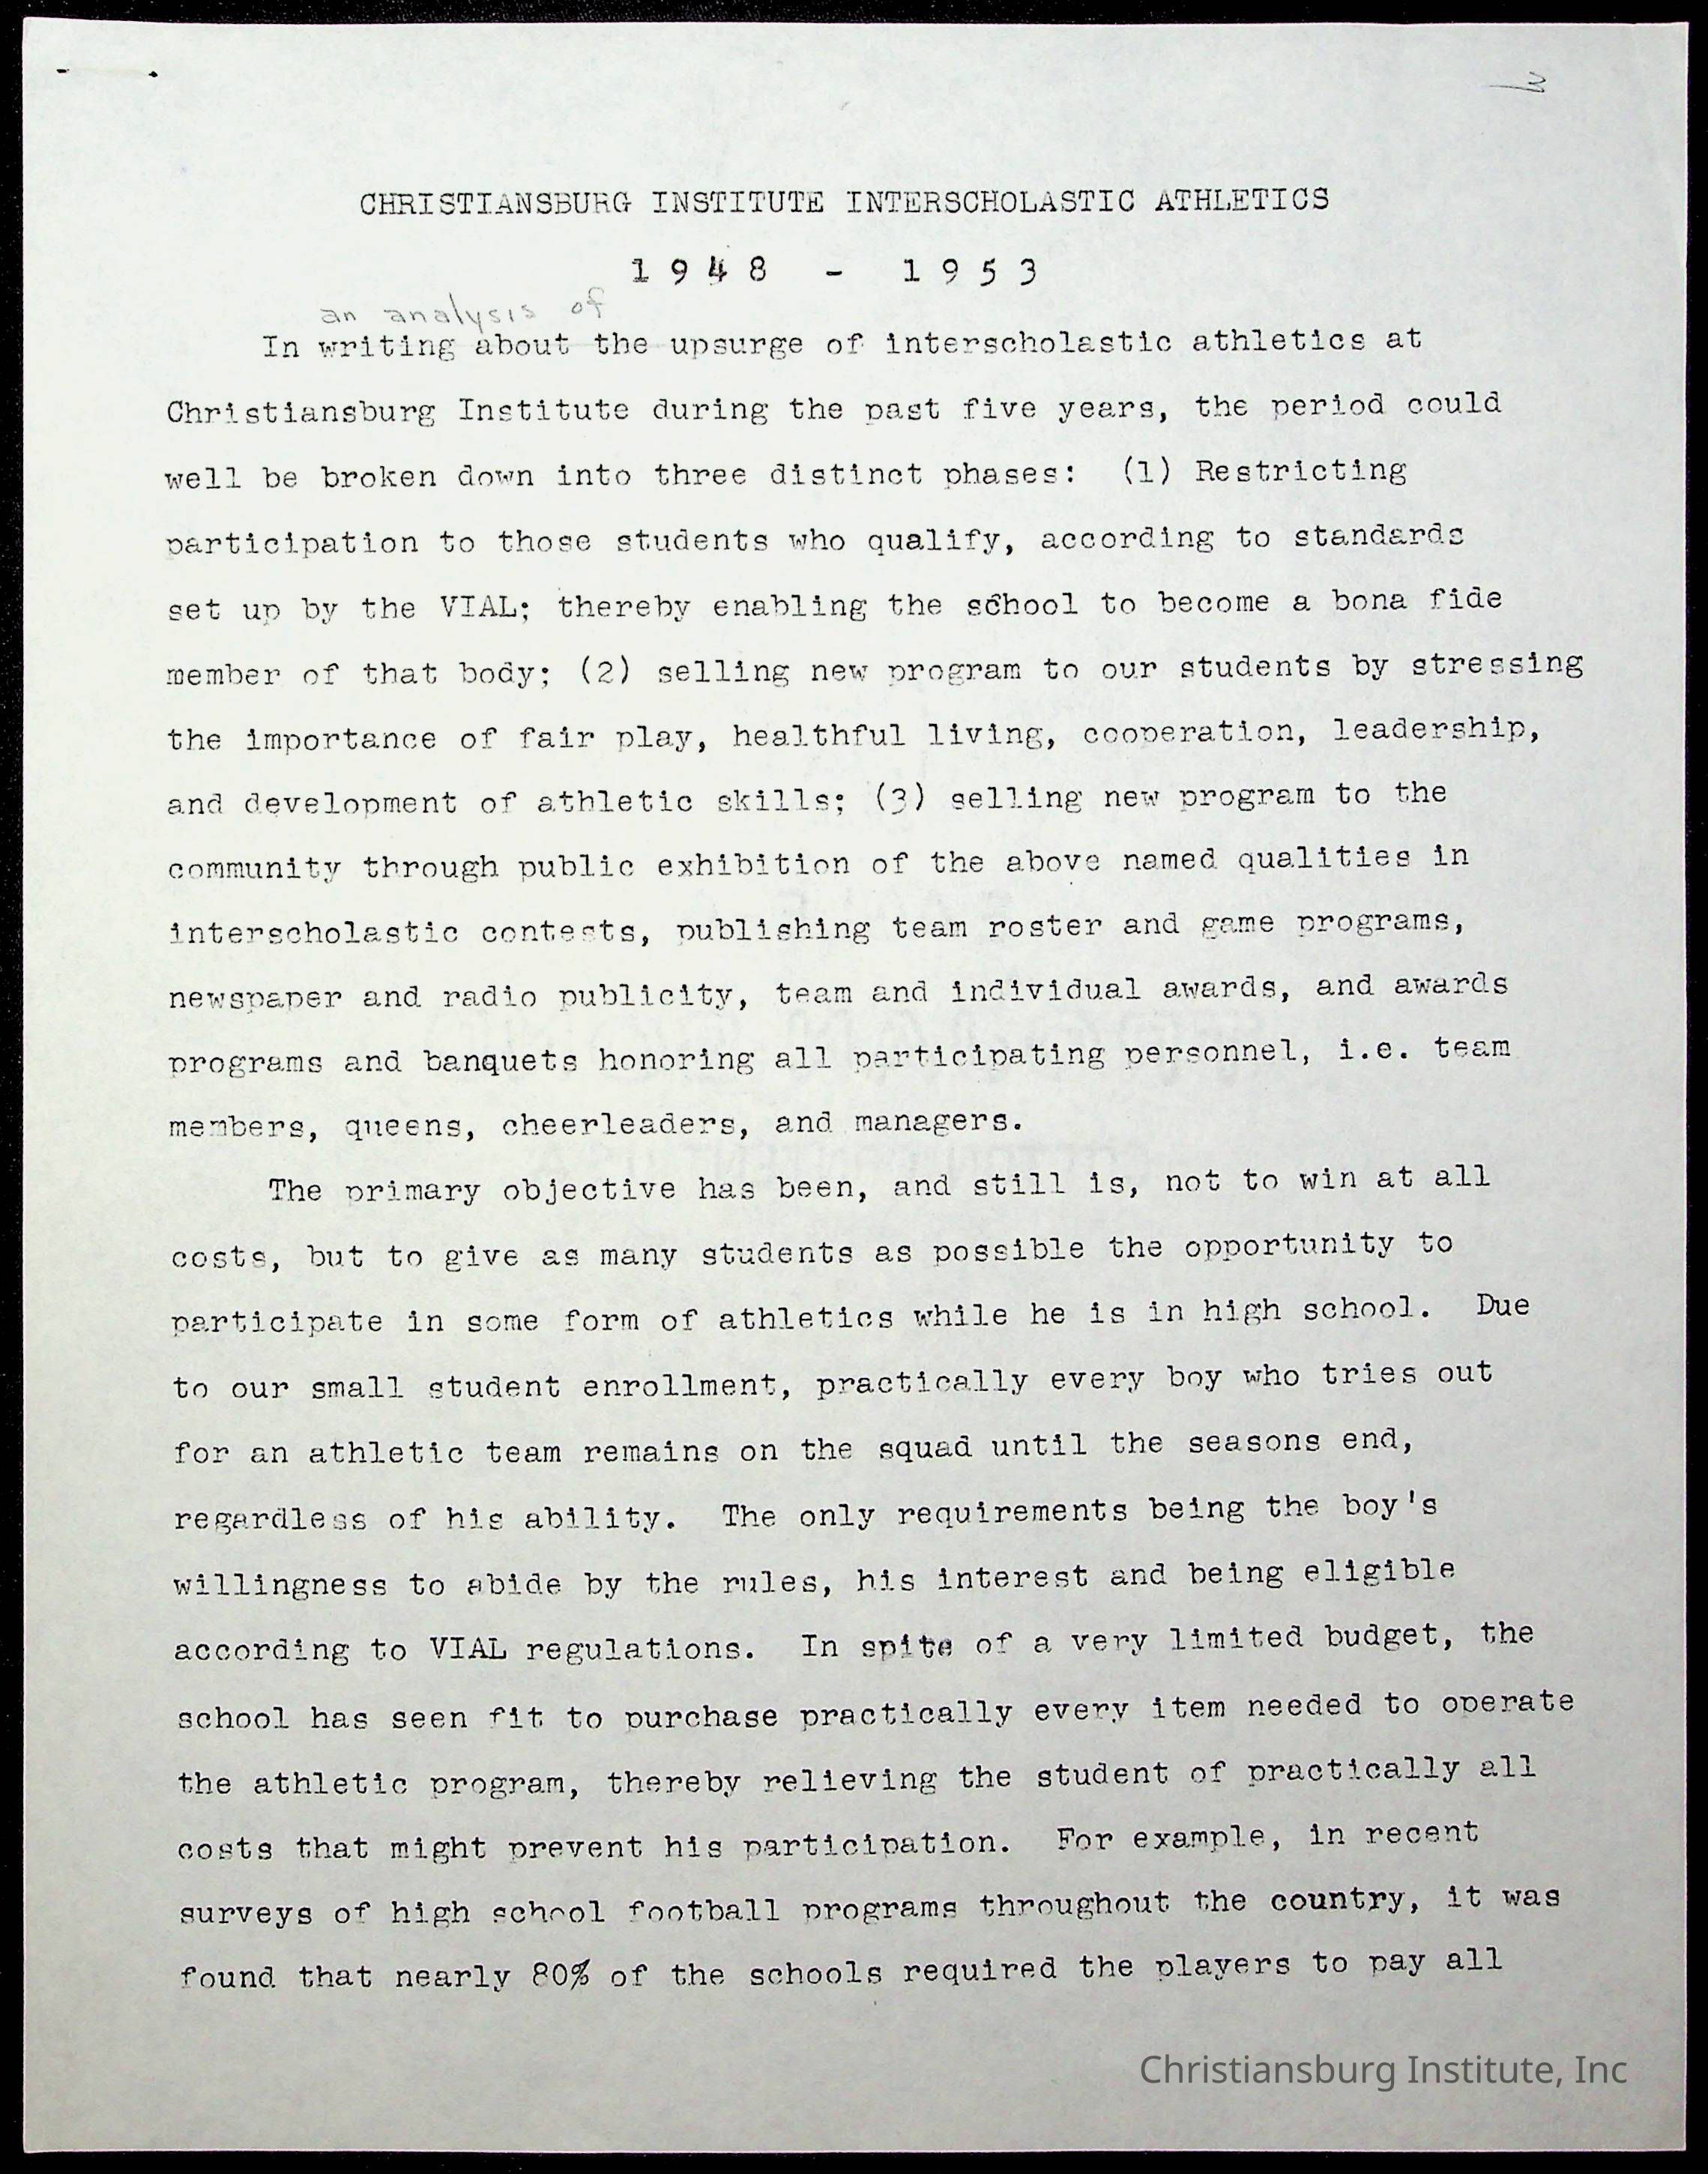 3
CHRISTIANSBURG INSTITUTE INTERSCHOLASTIC ATHLETICS
1948 - 1953
an analysis of
In writing about the upsurge of interscholastic athletics at
Christiansburg Institute during the past five years, the period could
well be broken down into three distinct phases: (1) Restricting
participation to those students who qualify, according to standards
set up by the VIAL; thereby enabling the school to become a bona fide
member of that body; (2) selling new program to our students by stressing
the importance of fair play, healthful living, cooperation, leadership,
and development of athletic skills; (3) selling new program to the
community through public exhibition of the above named qualities in
interscholastic contests, publishing team roster and game programs,
newspaper and radio publicity, team and individual awards, and awards
programs and banquets honoring all participating personnel, i.e. team
members, queens, cheerleaders, and managers.
The primary objective has been, and still is, not to win at all
costs, but to give as many students as possible the opportunity to
participate in some form of athletics while he is in high school. Due
to our small student enrollment, practically every boy who tries out
for an athletic team remains on the squad until the seasons end,
regardless of his ability. The only requirements being the boy's
willingness to abide by the rules, his interest and being eligible
according to VIAL regulations. In spite of a very limited budget, the
school has seen fit to purchase practically every item needed to operate
the athletic program, thereby relieving the student of practically all
costs that might prevent his participation. For example, in recent
surveys of high school football programs throughout the country, it was
found that nearly 80% of the schools required the players to pay all
Christiansburg Institute, Inc